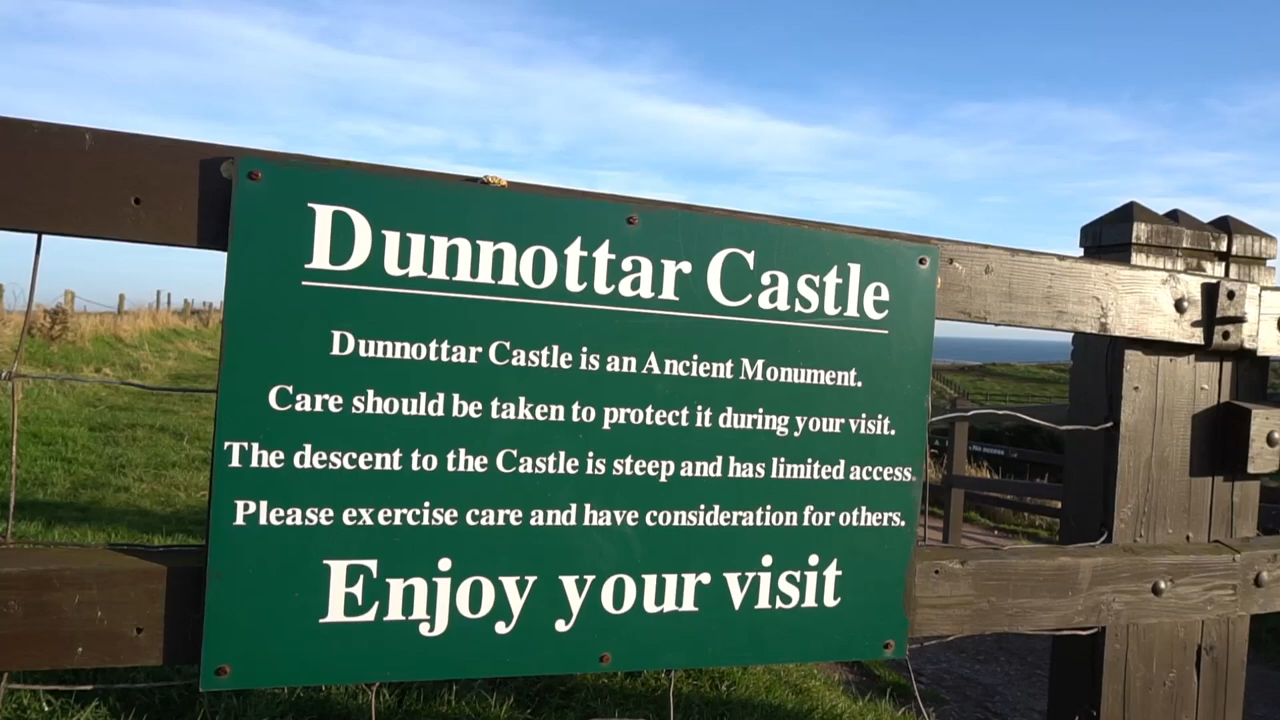 Dunnottar Castle
Dunnottar Castle is an Ancient Monument.
Care should be taken to protect it during your visit.
The descent to the Castle is steep and has limited access.
Please exercise care and have consideration for others.
Enjoy your visit